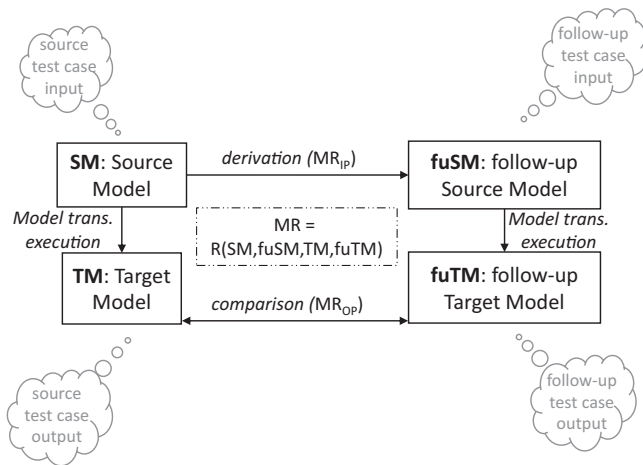 source
test case
input
follow-up
test case
input
SM: Source
Model
derivation (MRIP)
fuSM: follow-up
Source Model
Model trans.
execution
MR =
R(SM,fuSM,TM,fuTM)
Model trans.
execution
TM: Target
Model
comparison (MROP)
fuTM: follow-up
Target Model
source
test case
output
follow-up
test case
output